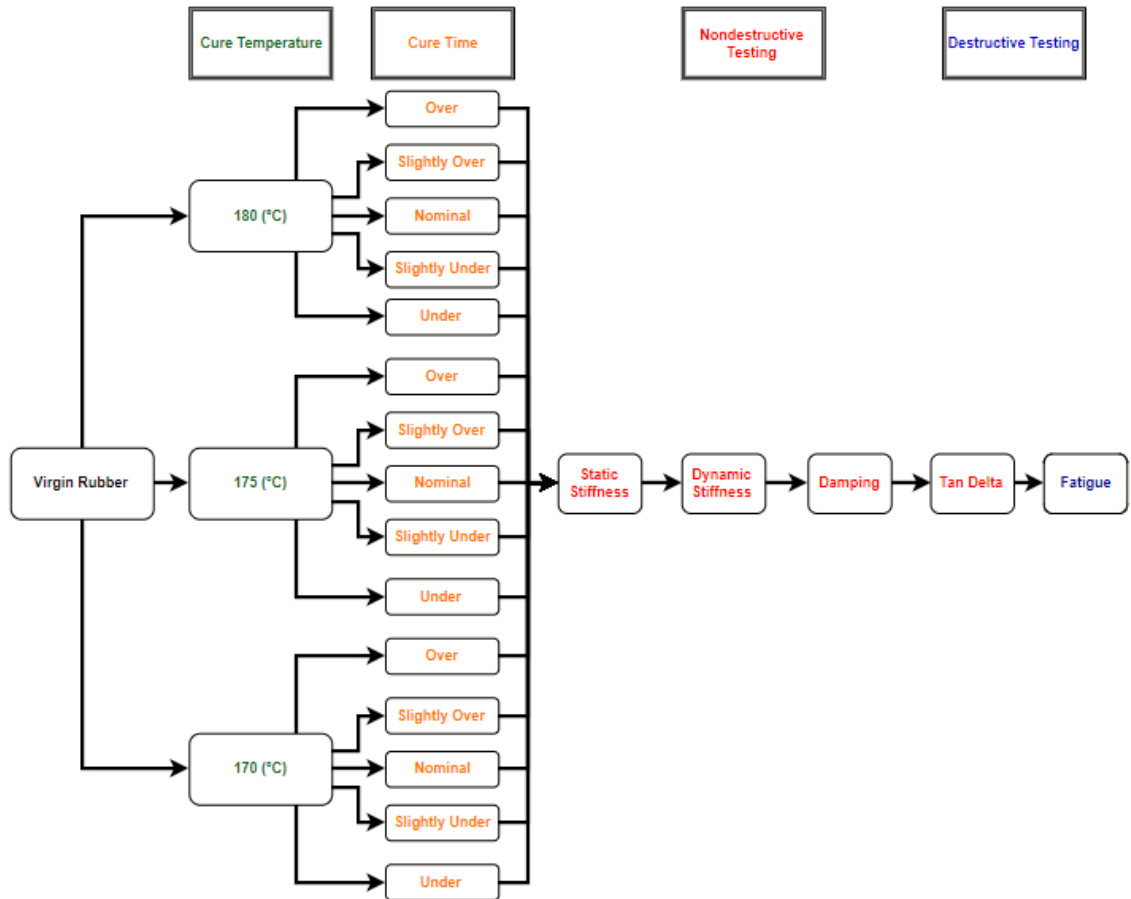 Cure Temperature
Cure Time
Nondestructive
Testing
Destructive Testing
Over
Slightly Over
180 (°C)
Nominal
Slightly Under
Under
Over
Slightly Over
Virgin Rubber
175 (°C)
Nominal
Static
Stiffness
Dynamic
Stiffness
Damping
Tan Delta
Fatigue
Slightly Under
Under
Over
Slightly Over
170 (°C)
Nominal
Slightly Under
Under